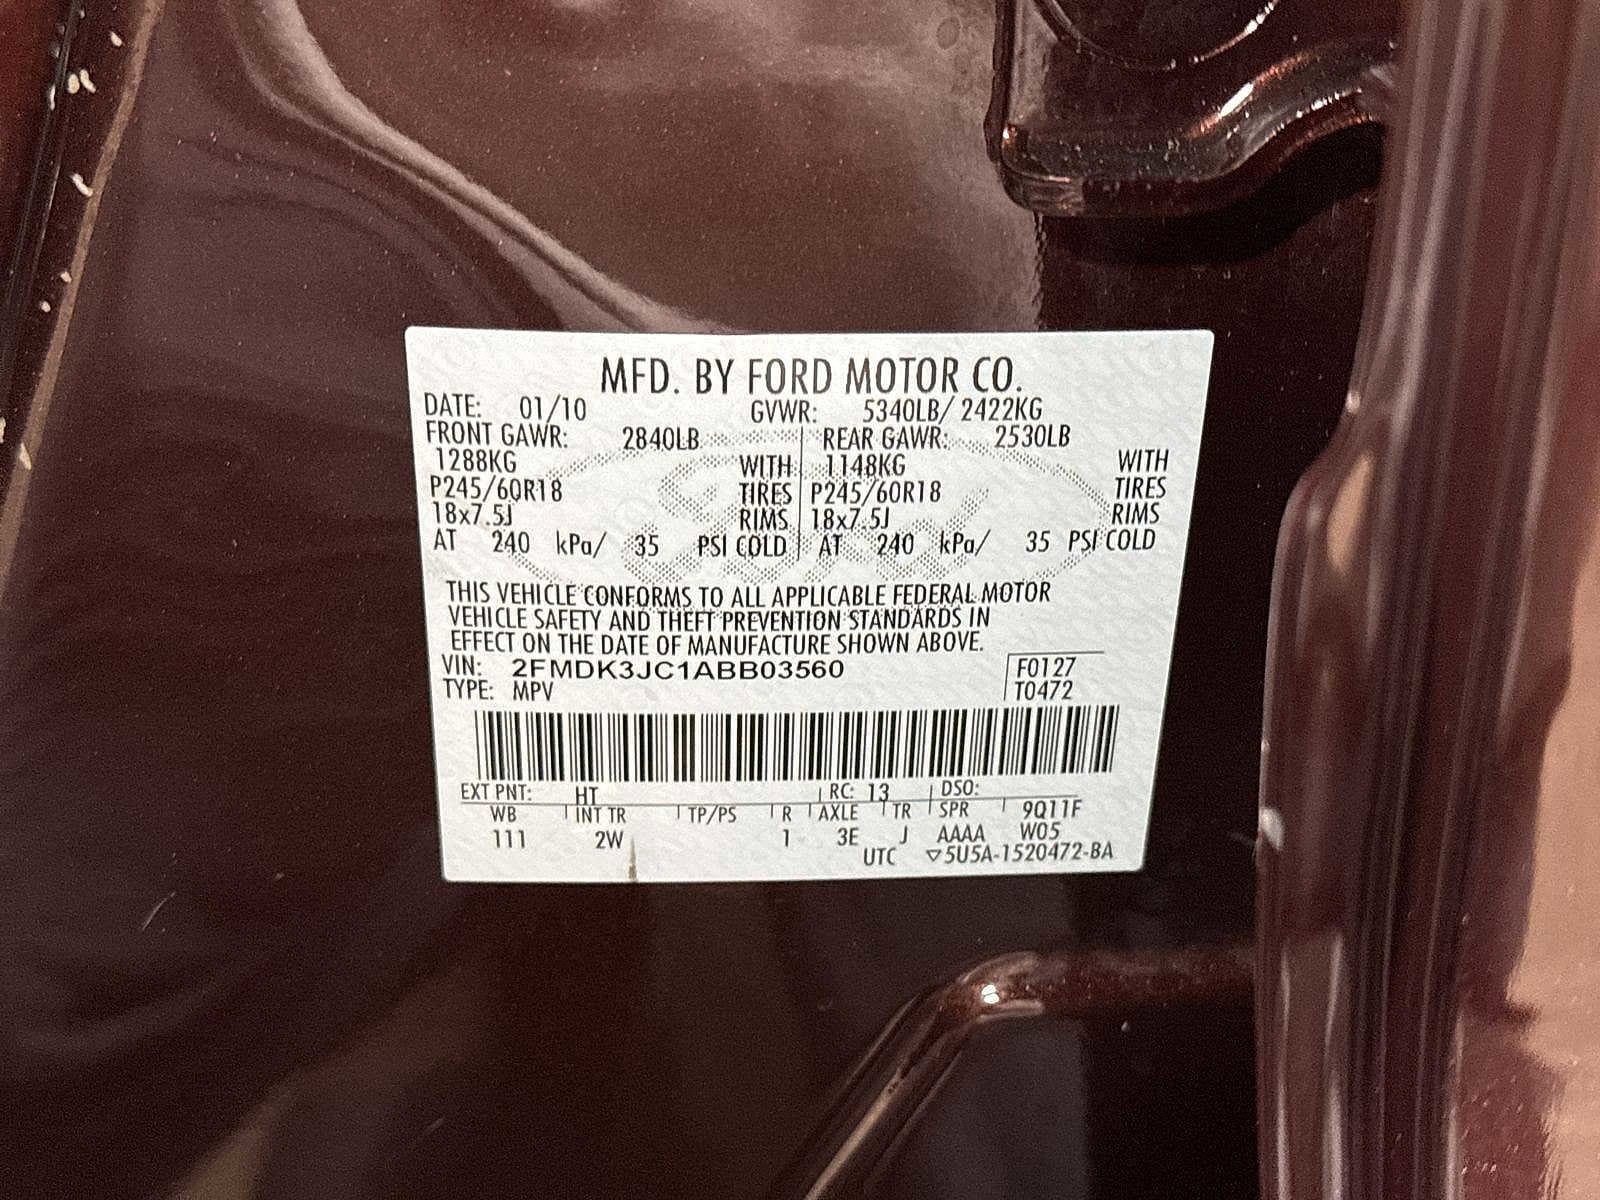 MFD. BY FORD MOTOR CO.
DATE: 01/10 GVWR: 5340LB/ 2422KG
FRONT GAWR: 2840LB REAR GAWR: 2530LB
1288KG WITH 1148KG WITH
P245/60R18 TIRES P245/60R18 TIRES
18x7.5J RIMS 18x7.5J RIMS
AT 240 kPa/ 35 PSI COLD AT 240 kPa/ 35 PSI COLD
THIS VEHICLE CONFORMS TO ALL APPLICABLE FEDERAL MOTOR
VEHICLE SAFETY AND THEFT PREVENTION STANDARDS IN
EFFECT ON THE DATE OF MANUFACTURE SHOWN ABOVE.
VIN: 2FMDK3JC1ABB03560 F0127
TYPE: MPV T0472
EXT PNT: HT RC: 13 DSO:
WB INT TR TP/PS R AXLE TR SPR 9Q11F
111 2W 1 3E J AAAA W05
UTC ▽5U5A-1520472-BA